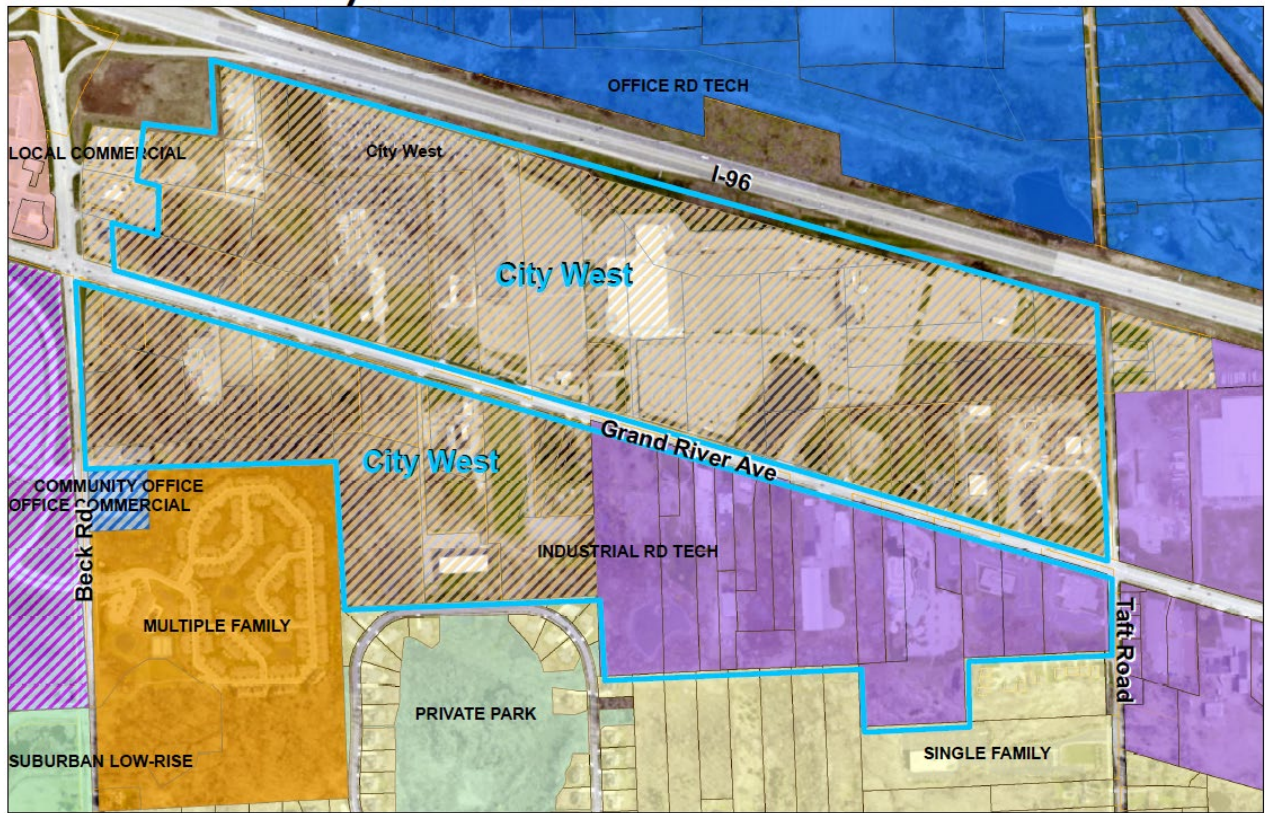 OFFICE RD TECH
LOCAL COMMERCIAL
City West
I-96
City West
Grand River Ave
City West
COMMUNITY OFFICE
OFFICE COMMERCIAL
Beck Rd
INDUSTRIAL RD TECH
MULTIPLE FAMILY
Taft Road
PRIVATE PARK
SUBURBAN LOW-RISE
SINGLE FAMILY